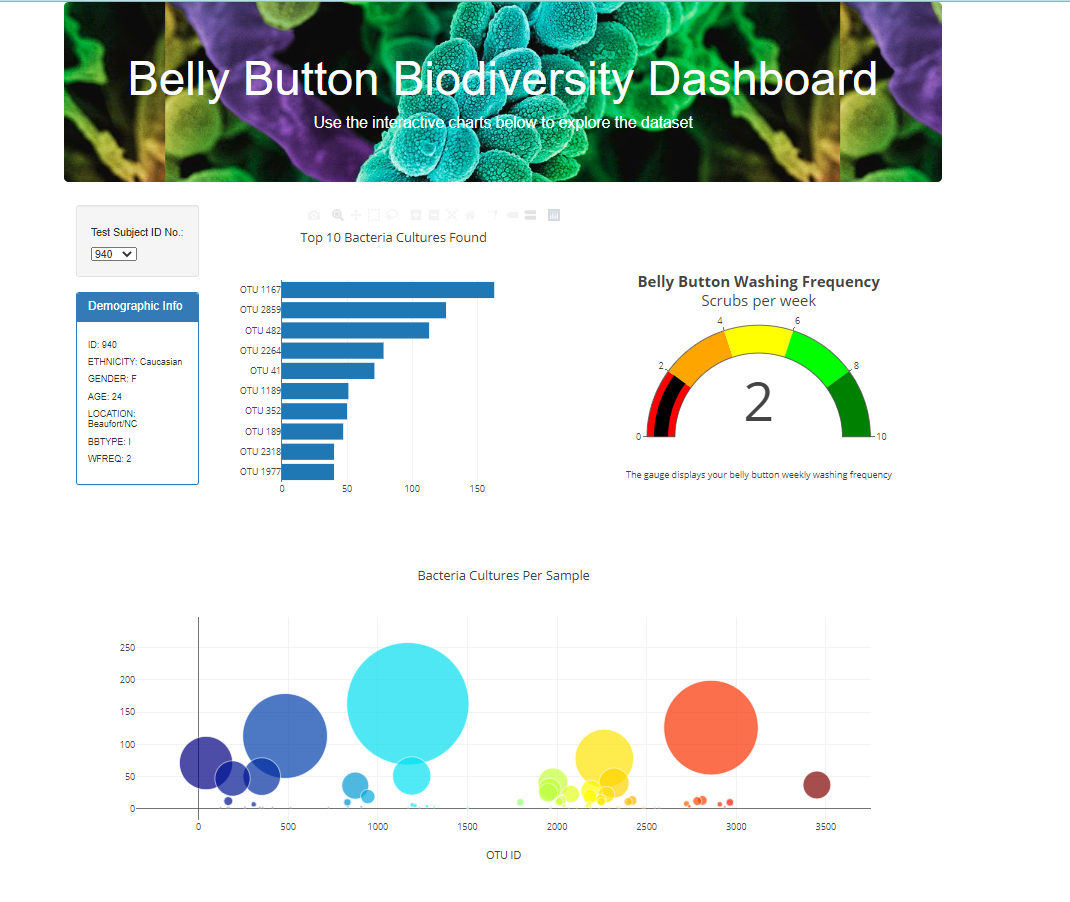 Belly Button Biodiversity Dashboard
Use the interactive charts below to explore the dataset
Test Subject ID No.:
940
Demographic Info
ID: 940
ETHNICITY: Caucasian
GENDER: F
AGE: 24
LOCATION:
Beaufort/NC
BBTYPE: I
WFREQ: 2
Top 10 Bacteria Cultures Found
OTU 1167
OTU 2859
OTU 482
OTU 2264
OTU 41
OTU 1189
OTU 352
OTU 189
OTU 2318
OTU 1977
0 50 100 150
Belly Button Washing Frequency
Scrubs per week
0 2 4 6 8 10
2
The gauge displays your belly button weekly washing frequency
Bacteria Cultures Per Sample
250
200
150
100
50
0
0 500 1000 1500 2000 2500 3000 3500
OTU ID